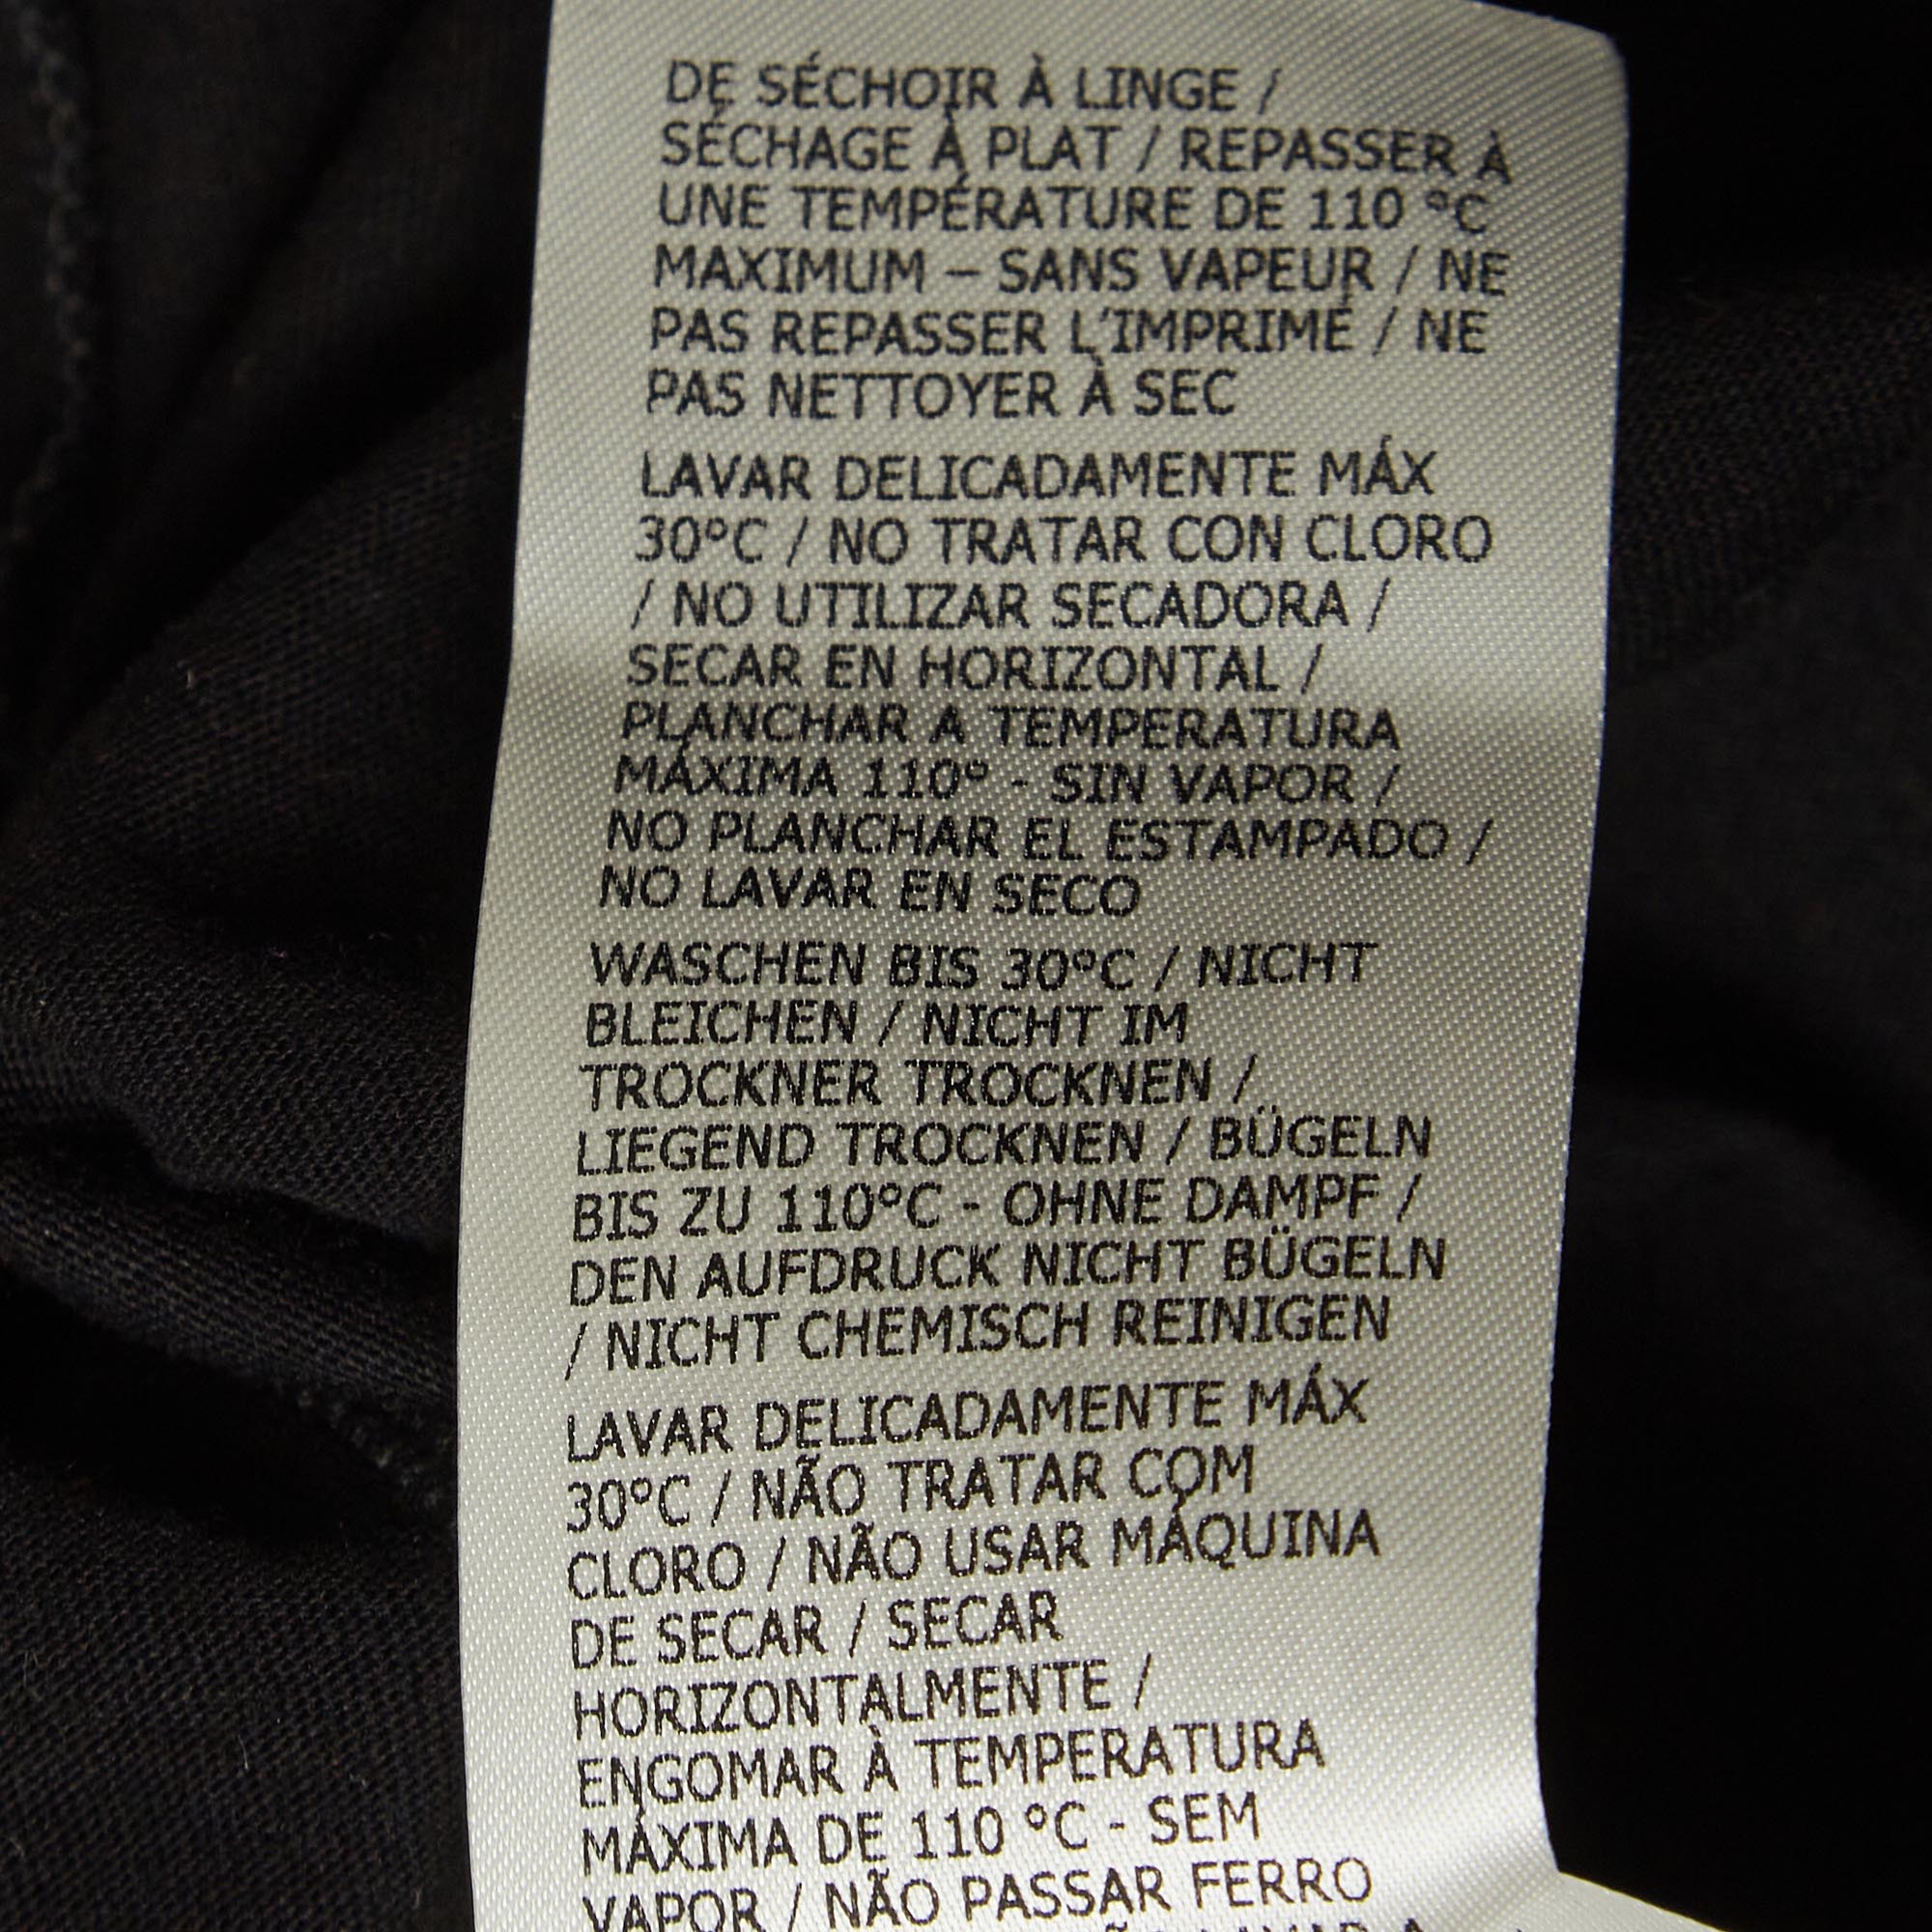 DE SÉCHOIR À LINGE /
SÉCHAGE À PLAT / REPASSER À
UNE TEMPÉRATURE DE 110 °C
MAXIMUM – SANS VAPEUR / NE
PAS REPASSER L'IMPRIMÉ / NE
PAS NETTOYER À SEC
LAVAR DELICADAMENTE MÁX
30°C / NO TRATAR CON CLORO
/ NO UTILIZAR SECADORA /
SECAR EN HORIZONTAL /
PLANCHAR A TEMPERATURA
MÁXIMA 110° - SIN VAPOR /
NO PLANCHAR EL ESTAMPADO /
NO LAVAR EN SECO
WASCHEN BIS 30°C / NICHT
BLEICHEN / NICHT IM
TROCKNER TROCKNEN /
LIEGEND TROCKNEN / BÜGELN
BIS ZU 110°C - OHNE DAMPF /
DEN AUFDRUCK NICHT BÜGELN
/ NICHT CHEMISCH REINIGEN
LAVAR DELICADAMENTE MÁX
30°C / NÃO TRATAR COM
CLORO / NÃO USAR MÁQUINA
DE SECAR / SECAR
HORIZONTALMENTE /
ENGOMAR À TEMPERATURA
MÁXIMA DE 110 °C - SEM
VAPOR / NÃO PASSAR FERRO